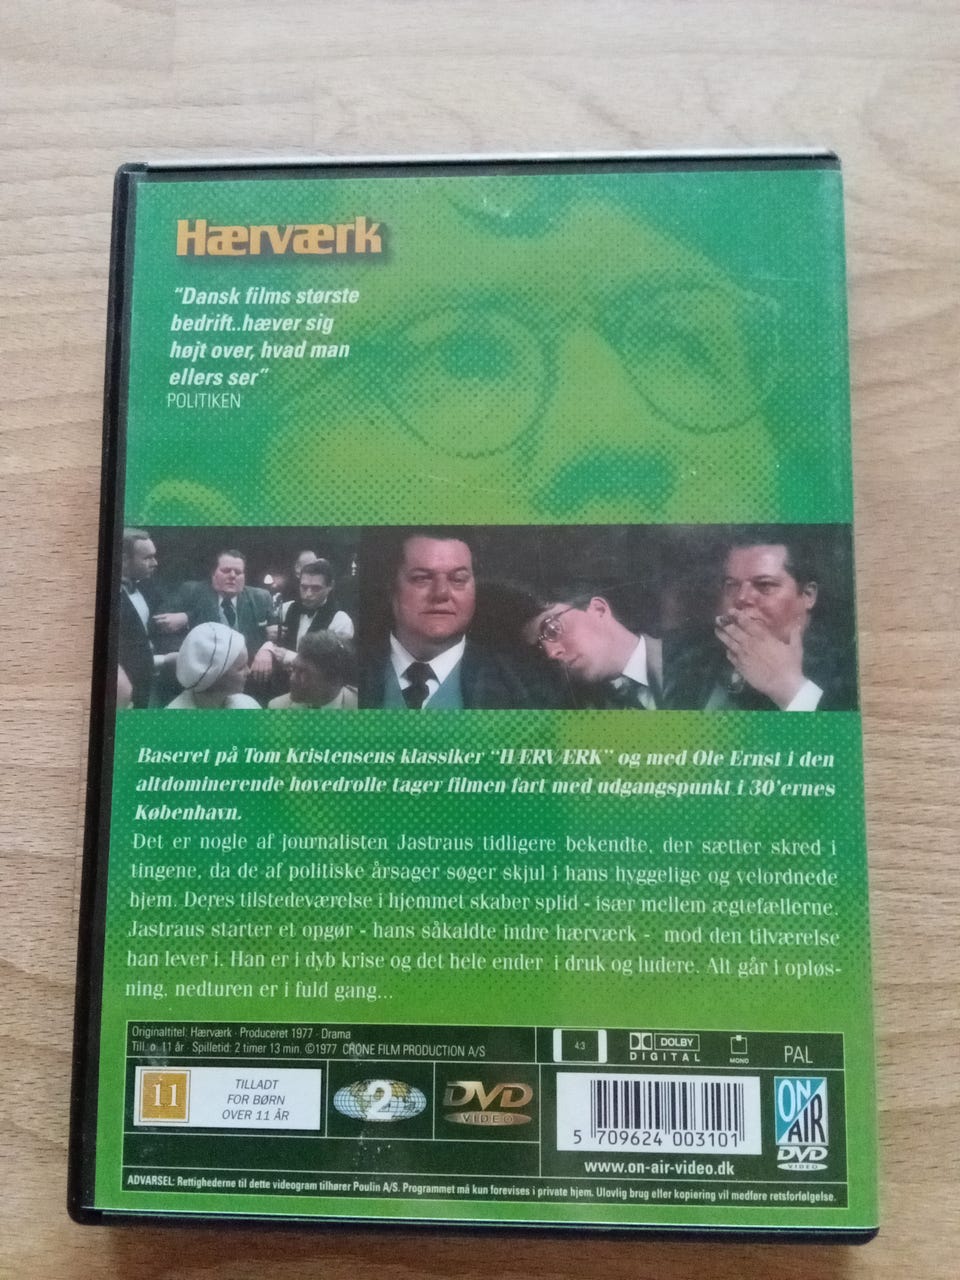 Hærværk
"Dansk films største
bedrift..hæver sig
højt over, hvad man
ellers ser"
POLITIKEN
Baseret på Tom Kristensens klassiker "HÆRVÆRK" og med Ole Ernst i den
altdominerende hovedrolle tager filmen fart med udgangspunkt i 30'ernes
København.
Det er nogle af journalisten Jastraus tidligere bekendte, der sætter skred i
tingene, da de af politiske årsager søger skjul i hans hyggelige og velordnede
hjem. Deres tilstedeværelse i hjemmet skaber splid - især mellem ægtefællerne.
Jastraus starter et opgør - hans såkaldte indre hærværk - mod den tilværelse
han lever i. Han er i dyb krise og det hele ender i druk og ludere. Alt går i opløs-
ning, nedturen er i fuld gang...
Originaltitel: Hærværk · Produceret 1977 · Drama
Till. o. 11 år · Spilletid: 2 timer 13 min. ©1977 CRONE FILM PRODUCTION A/S
4:3
DOLBY
DIGITAL
MONO
PAL
11
TILLADT
FOR BØRN
OVER 11 ÅR
2
DVD
VIDEO
5 709624 003101
www.on-air-video.dk
ON
AIR
DVD
VIDEO
ADVARSEL: Rettighederne til dette videogram tilhører Poulin A/S. Programmet må kun forevises i private hjem. Ulovlig brug eller kopiering vil medføre retsforfølgelse.